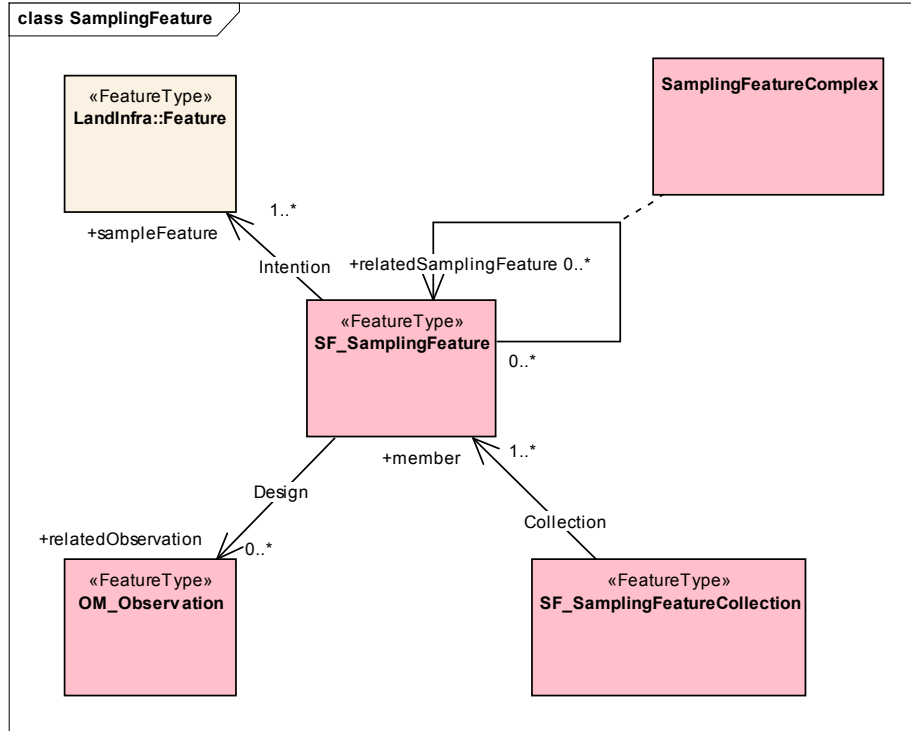 class SamplingFeature
«FeatureType»
LandInfra::Feature
SamplingFeatureComplex
1..*
+sampleFeature
Intention
+relatedSamplingFeature 0..*
«FeatureType»
SF_SamplingFeature
0..*
+member
1..*
Design
Collection
+relatedObservation
0..*
«FeatureType»
OM_Observation
«FeatureType»
SF_SamplingFeatureCollection